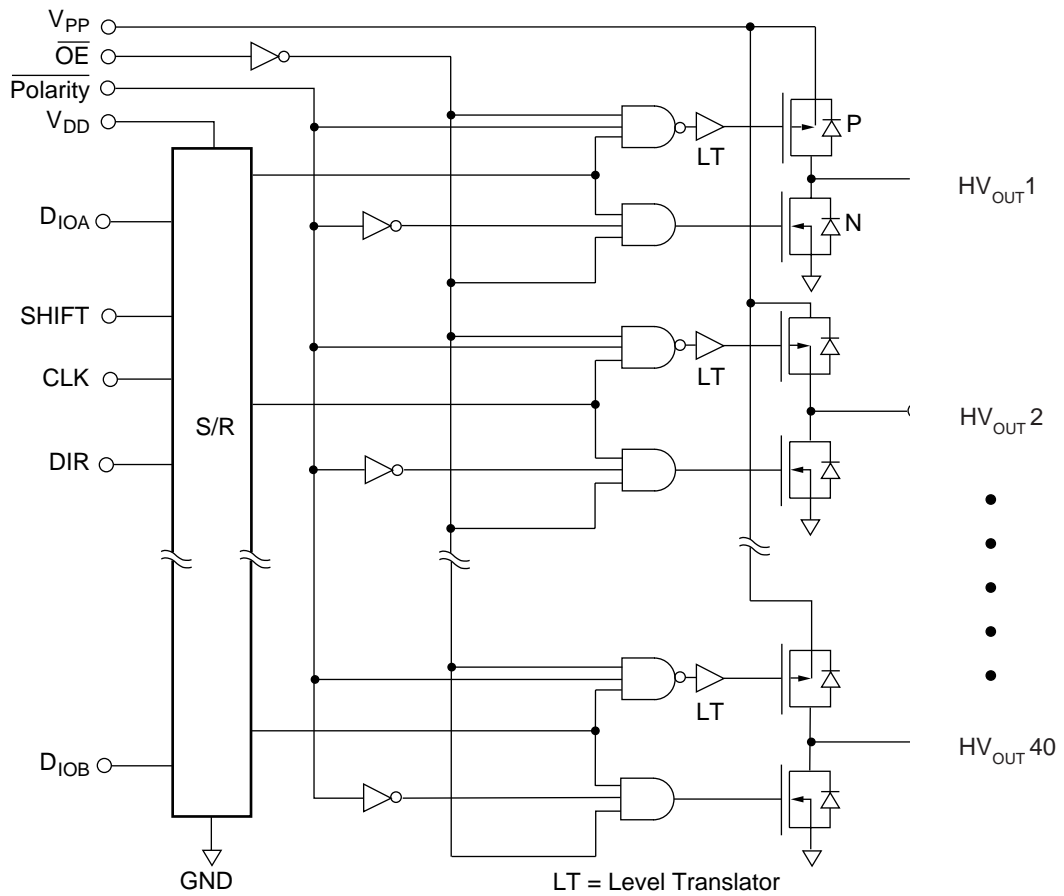 VPP
OE
Polarity
VDD
P
LT
HVOUT1
DIOA
N
SHIFT
LT
CLK
HVOUT2
S/R
DIR
LT
HVOUT40
DIOB
GND
LT = Level Translator